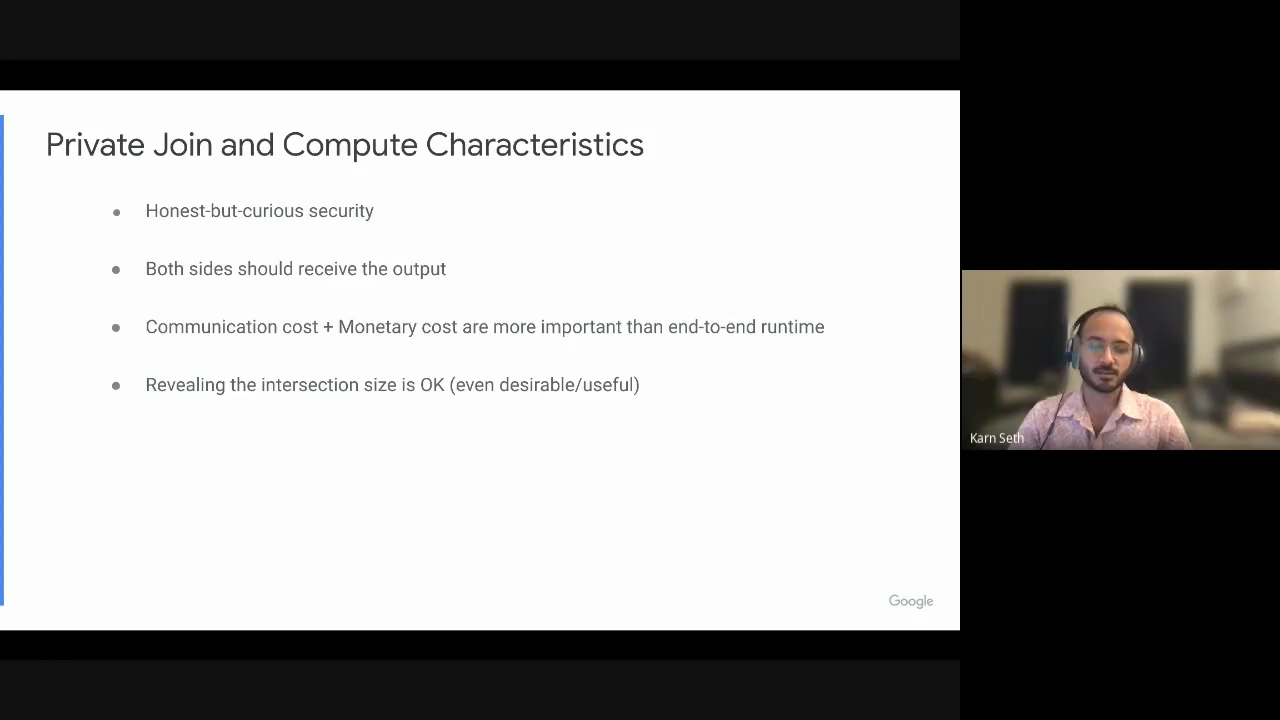 Private Join and Compute Characteristics
● Honest-but-curious security
● Both sides should receive the output
● Communication cost + Monetary cost are more important than end-to-end runtime
● Revealing the intersection size is OK (even desirable/useful)
Google
Karn Seth